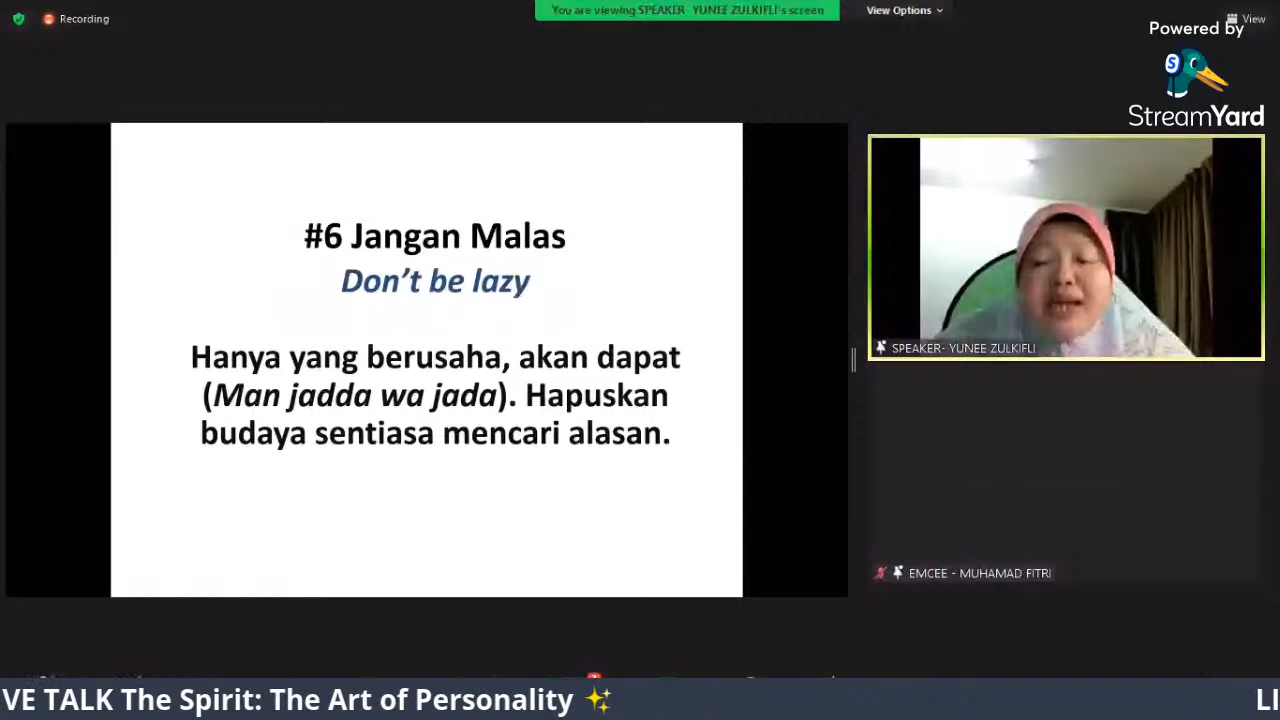 Recording
You are viewing SPEAKER- YUNEE ZULKIFLI's screen
View Options
View
Powered by
S
StreamYard
#6 Jangan Malas
Don't be lazy
Hanya yang berusaha, akan dapat
(Man jadda wa jada). Hapuskan
budaya sentiasa mencari alasan.
SPEAKER- YUNEE ZULKIFLI
EMCEE - MUHAMAD FITRI
VE TALK The Spirit: The Art of Personality ✨
LI